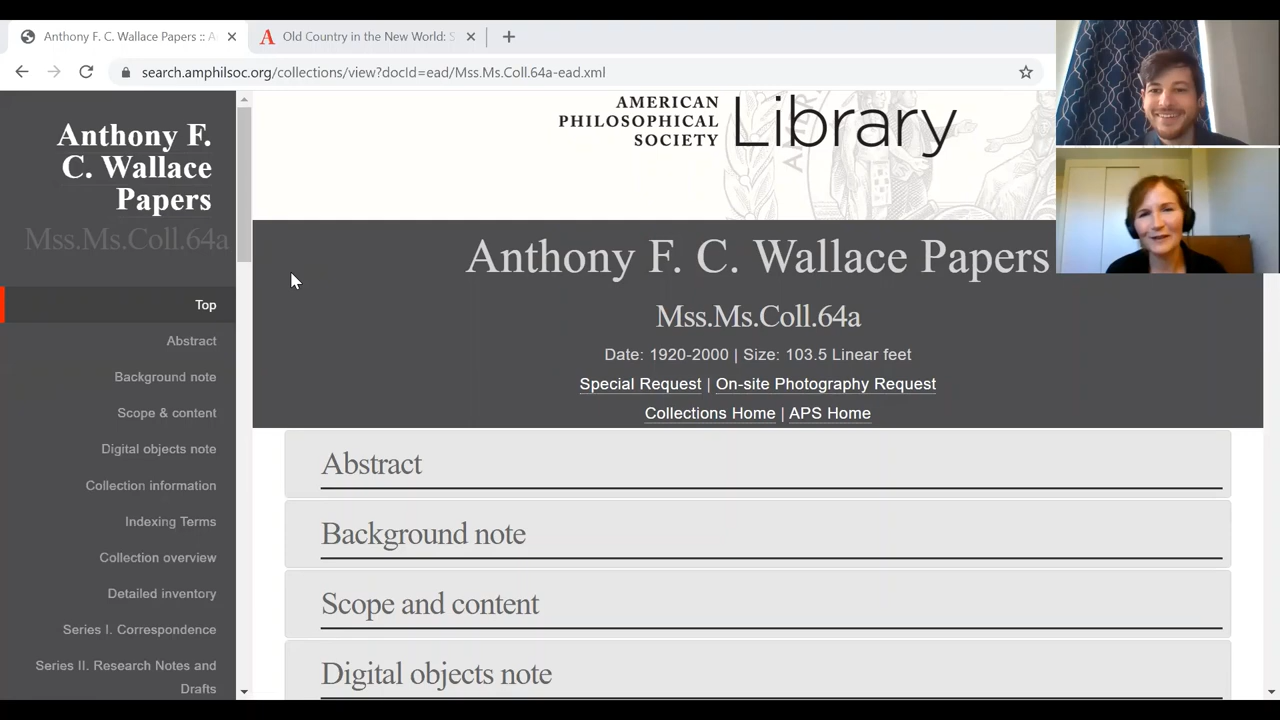 Anthony F. C. Wallace Papers :: A
Old Country in the New World: S
search.amphilsoc.org/collections/view?docId=ead/Mss.Ms.Coll.64a-ead.xml
Anthony F.
C. Wallace
Papers
Mss.Ms.Coll.64a
Top
Abstract
Background note
Scope & content
Digital objects note
Collection information
Indexing Terms
Collection overview
Detailed inventory
Series I. Correspondence
Series II. Research Notes and
Drafts
AMERICAN
PHILOSOPHICAL
SOCIETY
Library
Anthony F. C. Wallace Papers
Mss.Ms.Coll.64a
Date: 1920-2000 | Size: 103.5 Linear feet
Special Request | On-site Photography Request
Collections Home | APS Home
Abstract
Background note
Scope and content
Digital objects note